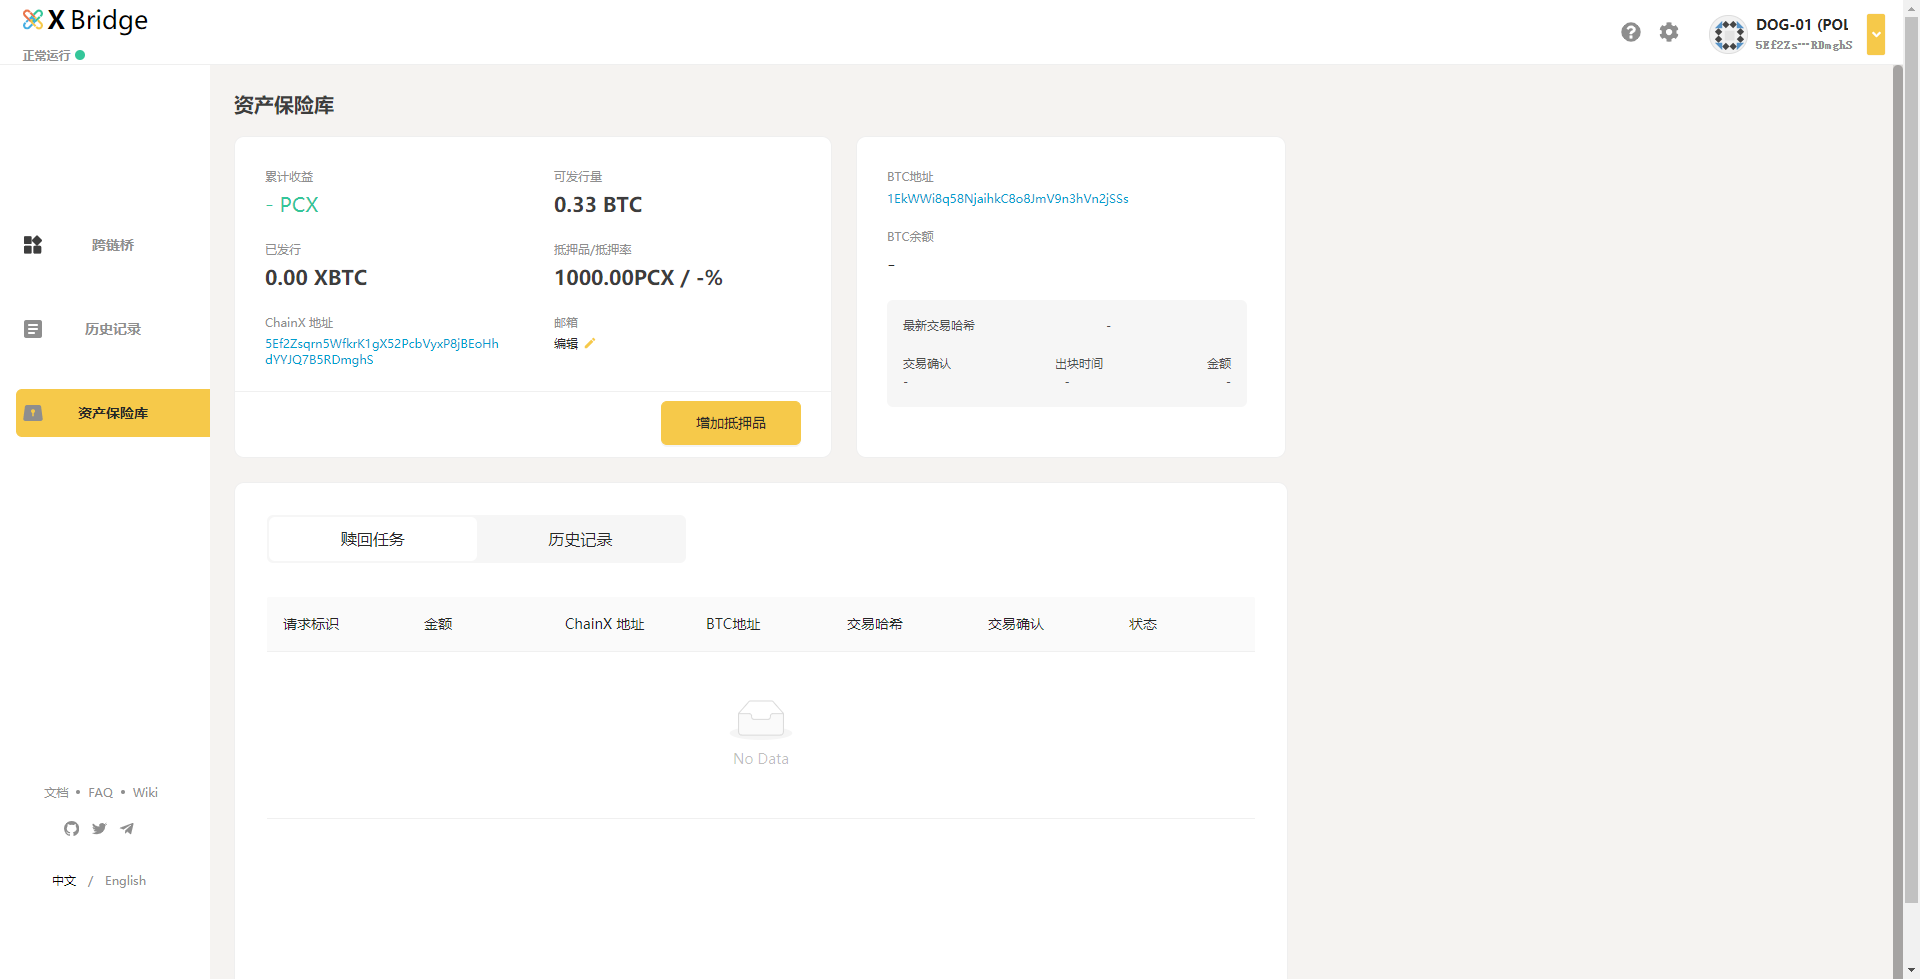 X Bridge
正常运行
DOG-01 (POL
5Ef2Zs···RDmghS
跨链桥
历史记录
资产保险库
文档 • FAQ • Wiki
中文 / English
资产保险库
累计收益
- PCX
可发行量
0.33 BTC
已发行
0.00 XBTC
抵押品/抵押率
1000.00PCX / -%
ChainX 地址
5Ef2Zsqrn5WfkrK1gX52PcbVyxP8jBEoHh
dYYJQ7B5RDmghS
邮箱
编辑
增加抵押品
BTC地址
1EkWWi8q58NjaihkC8o8JmV9n3hVn2jSSs
BTC余额
-
最新交易哈希 -
交易确认 出块时间 金额
- - -
赎回任务 历史记录
请求标识 金额 ChainX 地址 BTC地址 交易哈希 交易确认 状态
No Data